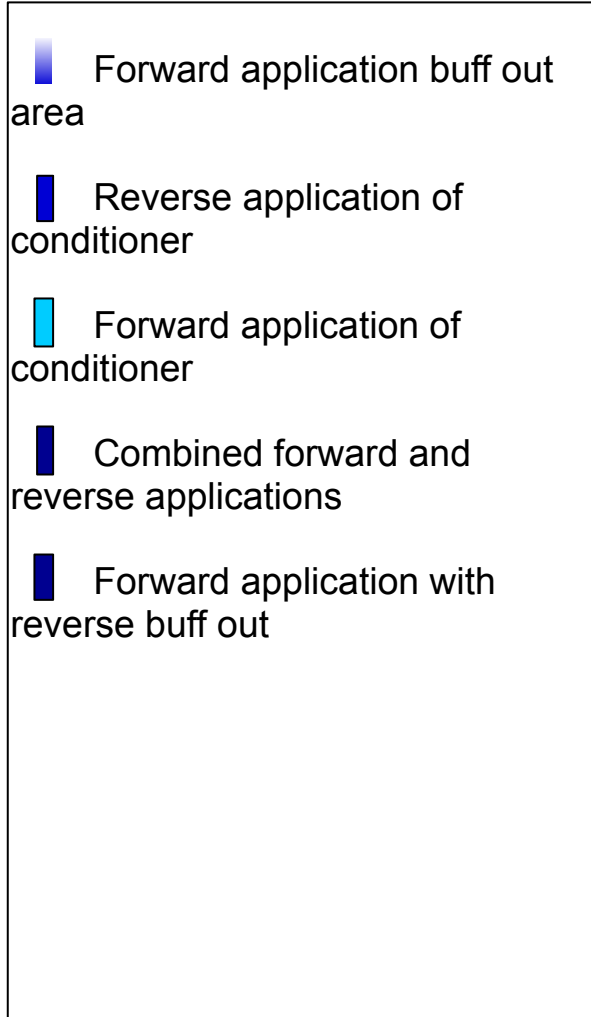 Forward application buff out
area
Reverse application of
conditioner
Forward application of
conditioner
Combined forward and
reverse applications
Forward application with
reverse buff out